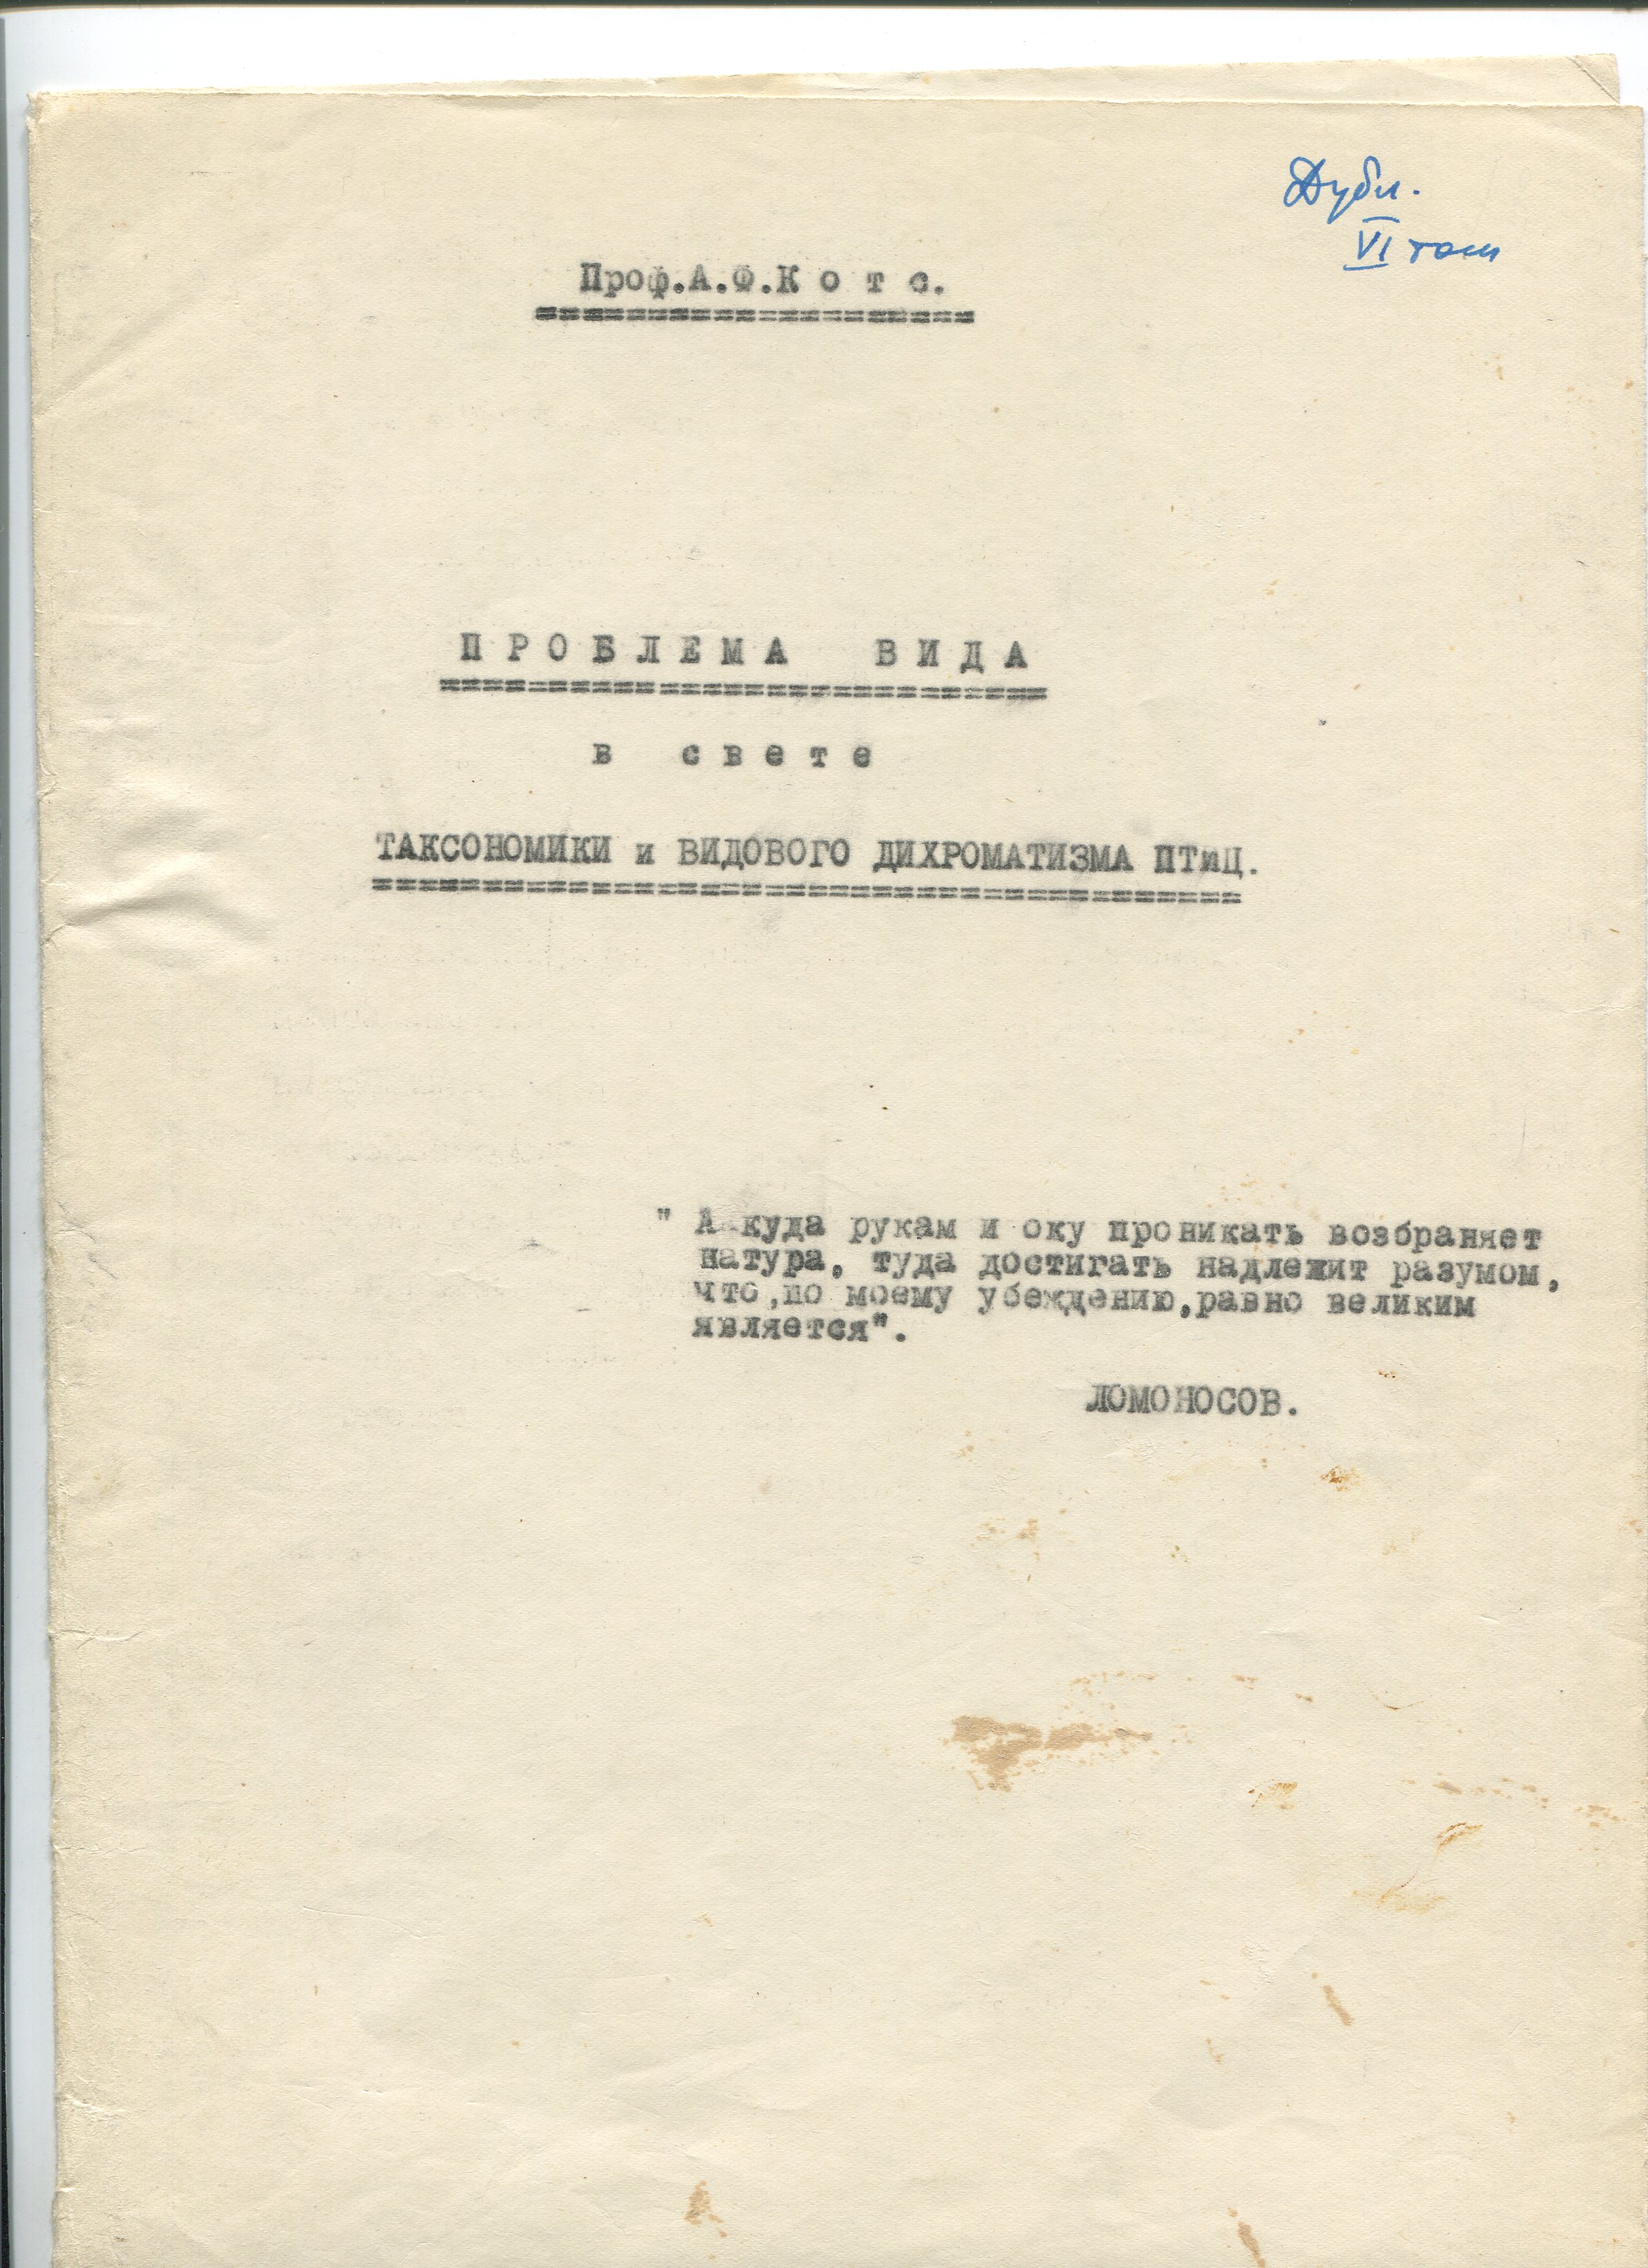 Дубл.
VI том
Проф.А.Ф.К о т с.
П Р О Б Л Е М А В И Д А
в с в е т е
ТАКСОНОМИКИ и ВИДОВОГО ДИХРОМАТИЗМА ПТиЦ.
" А куда рукам и оку проникать возбраняет
натура, туда достигать надлежит разумом,
что,по моему убеждению,равно великим
является".
ЛОМОНОСОВ.